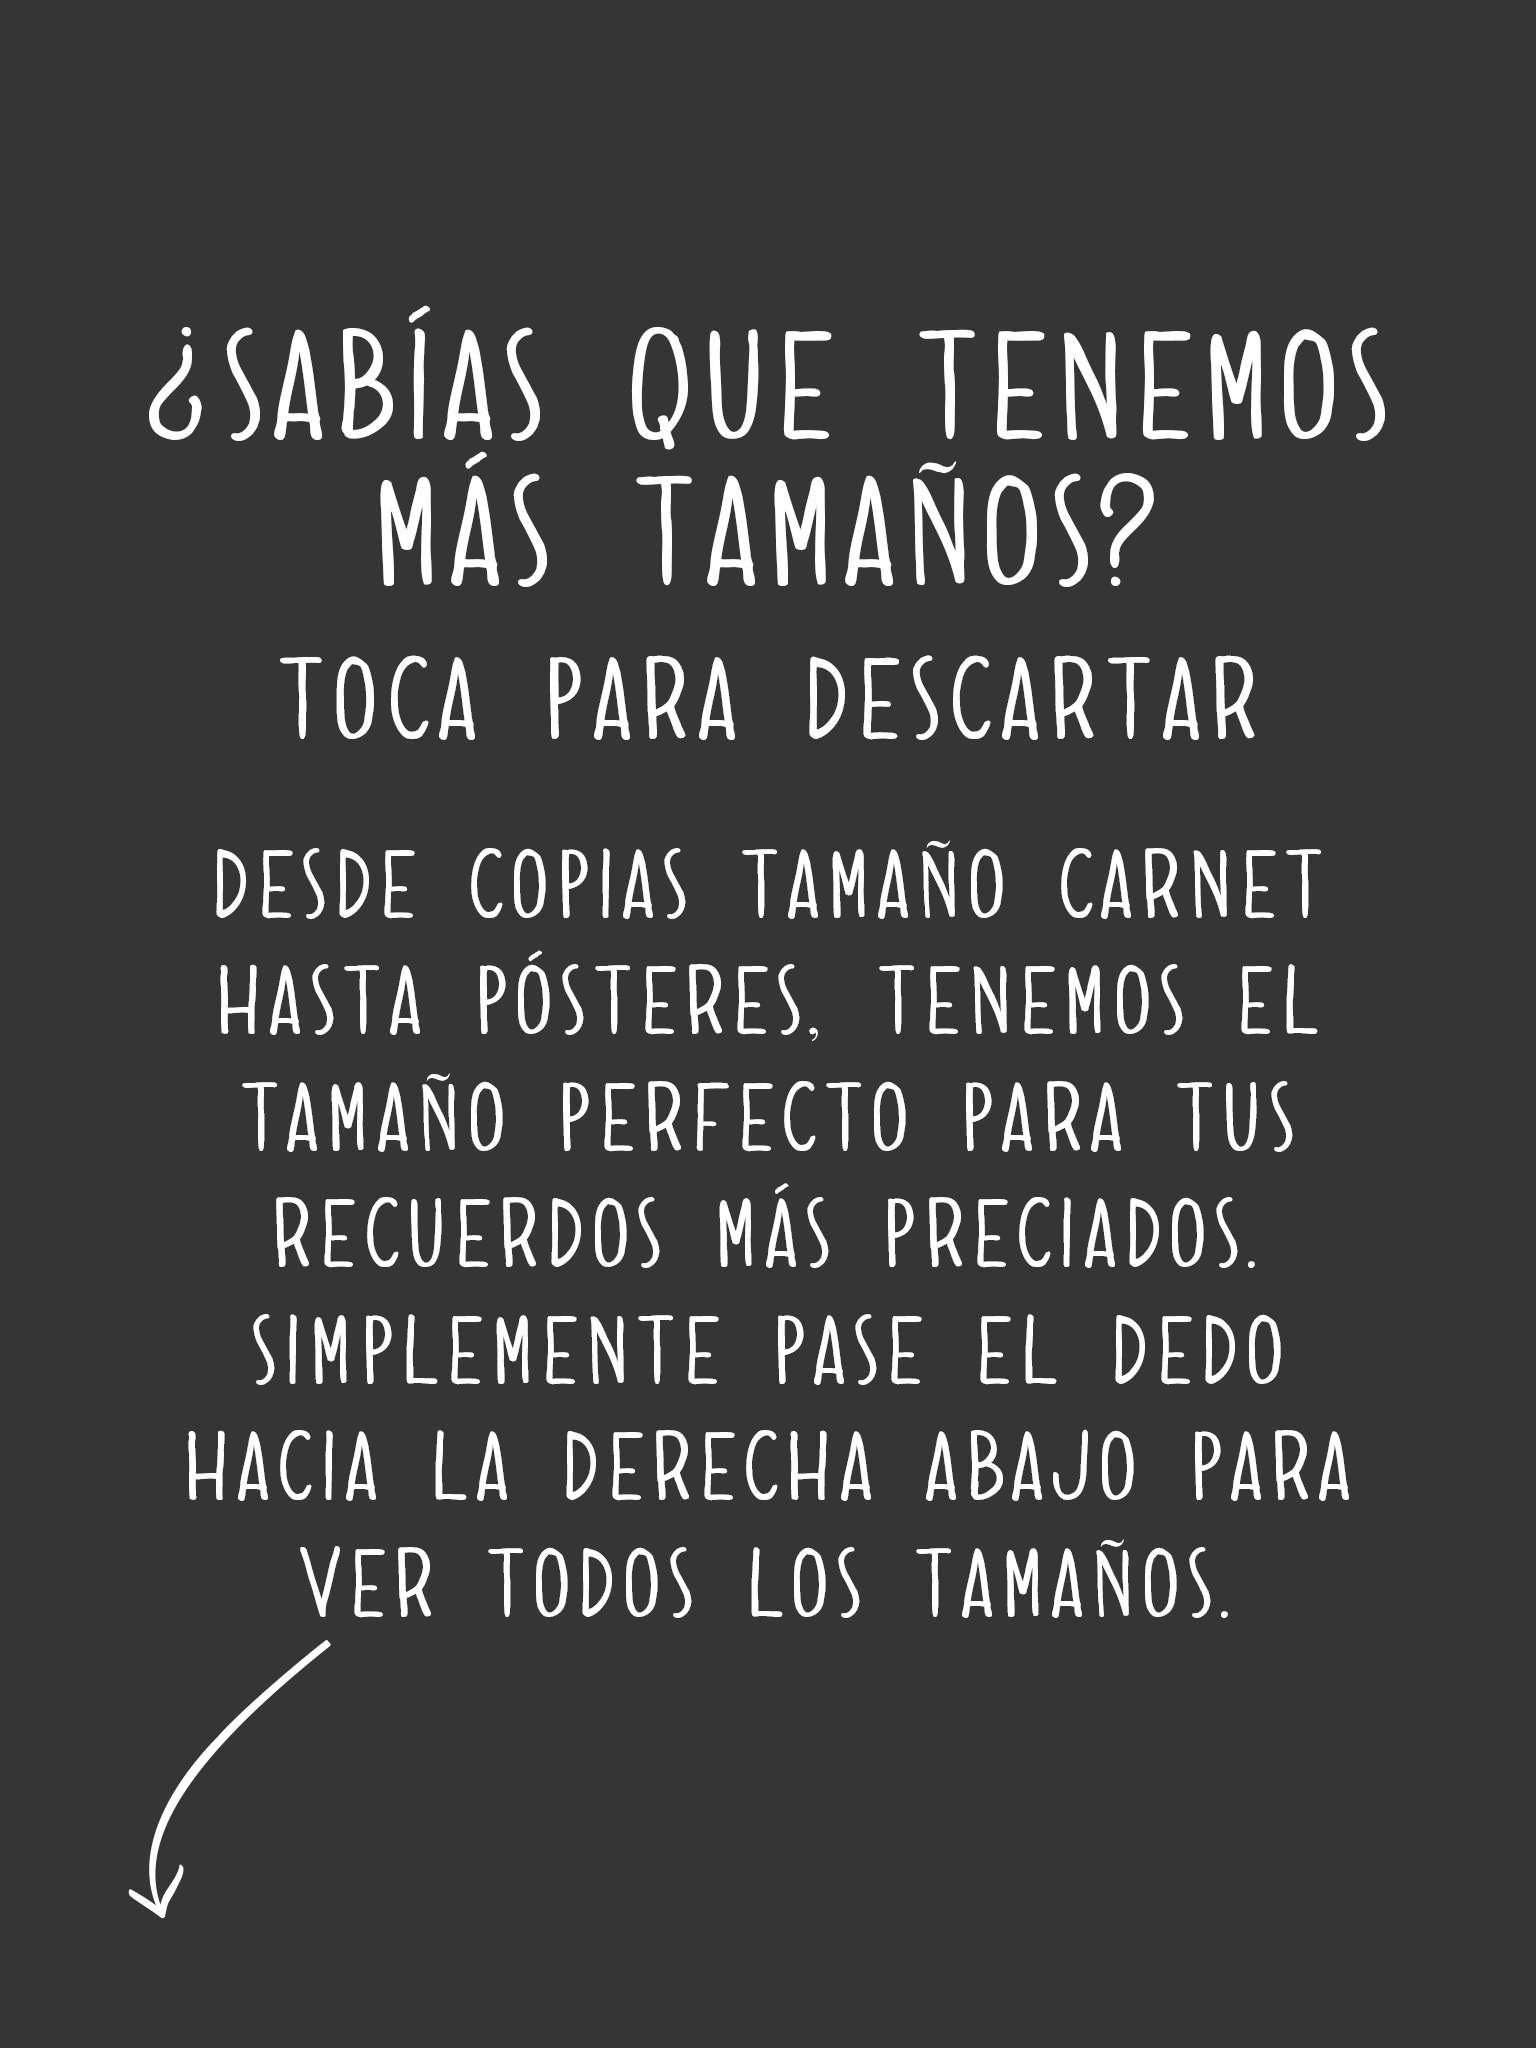 ¿SABÍAS QUE TENEMOS
MÁS TAMAÑOS?
TOCA PARA DESCARTAR
DESDE COPIAS TAMAÑO CARNET
HASTA PÓSTERES, TENEMOS EL
TAMAÑO PERFECTO PARA TUS
RECUERDOS MÁS PRECIADOS.
SIMPLEMENTE PASE EL DEDO
HACIA LA DERECHA ABAJO PARA
VER TODOS LOS TAMAÑOS.